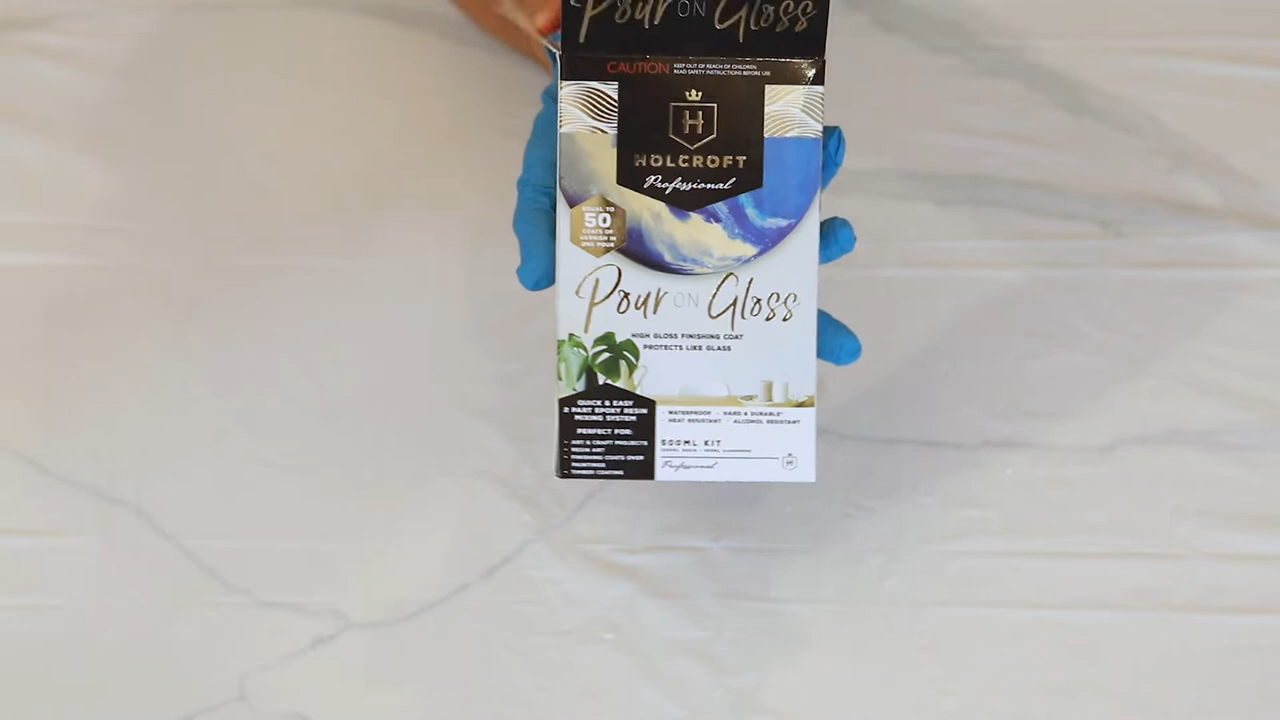 Pour ON Gloss
CAUTION
KEEP OUT OF REACH OF CHILDREN
READ SAFETY INSTRUCTIONS BEFORE USE
H
HOLCROFT
Professional
EQUAL TO
50
COATS OF
VARNISH IN
ONE POUR
Pour ON Gloss
HIGH GLOSS FINISHING COAT
PROTECTS LIKE GLASS
QUICK & EASY
2 PART EPOXY RESIN
MIXING SYSTEM
PERFECT FOR:
- ART & CRAFT PROJECTS
- RESIN ART
- FINISHING COATS OVER
PAINTINGS
- TIMBER COATING
· WATERPROOF · HARD & DURABLE*
· HEAT RESISTANT · ALCOHOL RESISTANT
500ML KIT
Professional
H